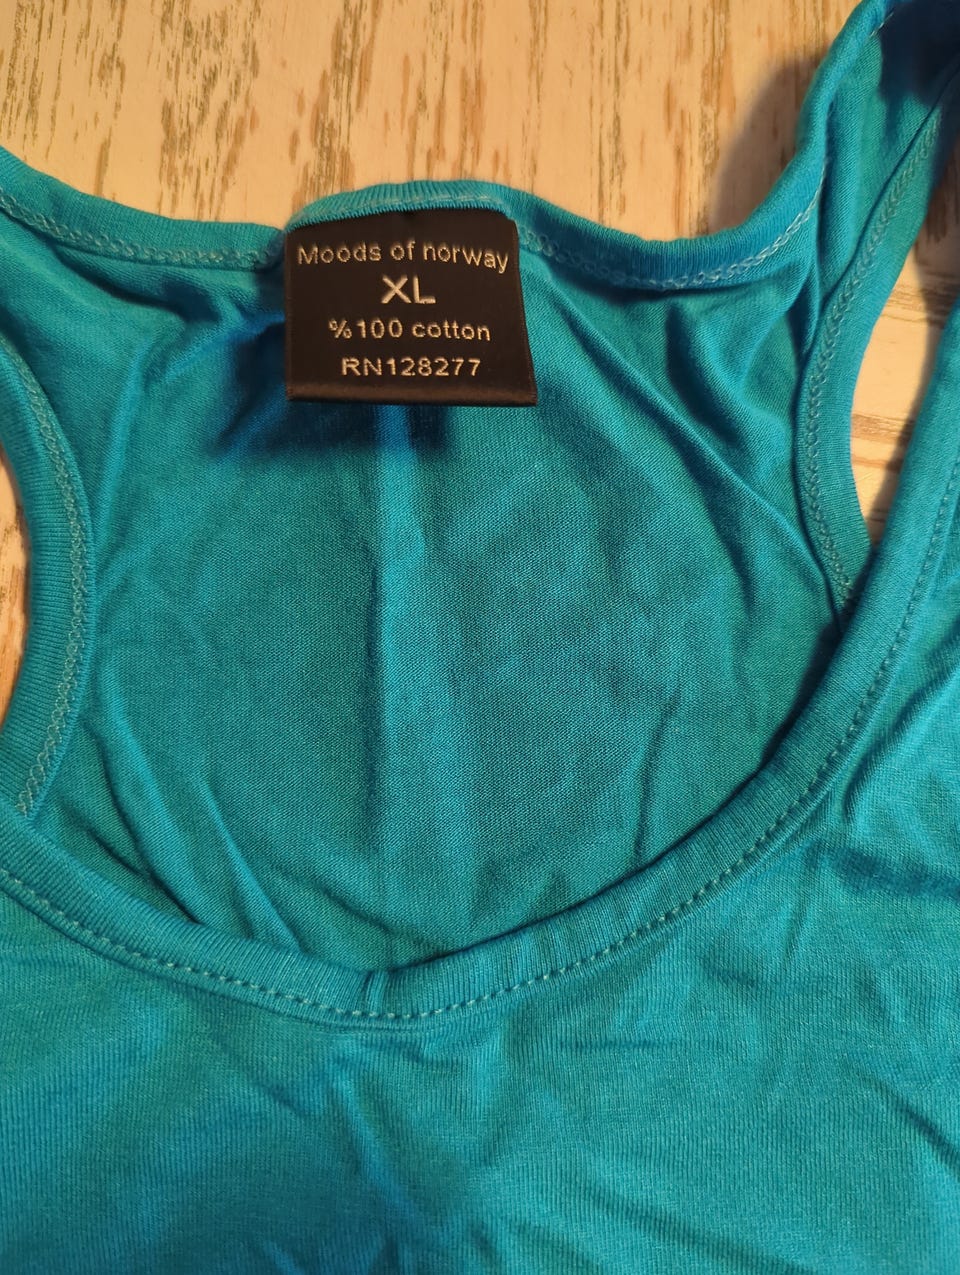 Moods of norway
XL
%100 cotton
RN128277